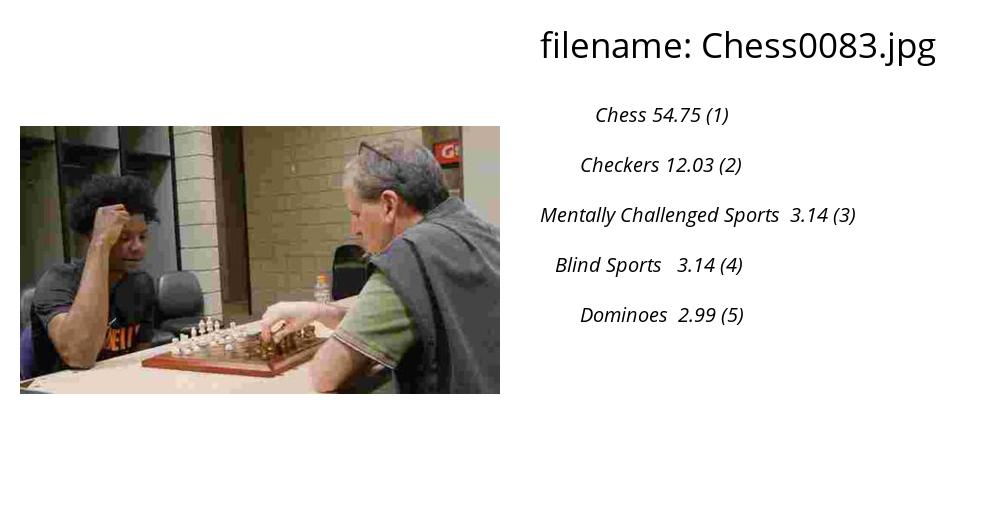 filename: Chess0083.jpg
Chess 54.75 (1)
Checkers 12.03 (2)
Mentally Challenged Sports 3.14 (3)
Blind Sports 3.14 (4)
Dominoes 2.99 (5)